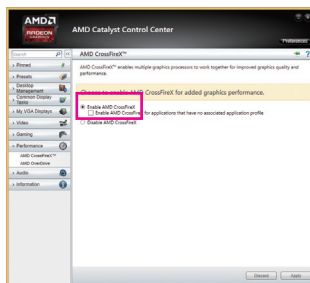 AMD
RADEON
GRAPHICS
AMD Catalyst Control Center
Preferences
Search
AMD CrossFireX™
Pinned
Presets
Desktop Management
Common Display Tasks
My VGA Displays
Video
Gaming
Performance
AMD CrossFireX™
AMD OverDrive
Audio
Information
AMD CrossFireX™ enables multiple graphics processors to work together for improved graphics quality and
performance.
Choose to enable AMD CrossFireX for added graphics performance.
Enable AMD CrossFireX
Enable AMD CrossFireX for applications that have no associated application profile
Disable AMD CrossFireX
Discard
Apply